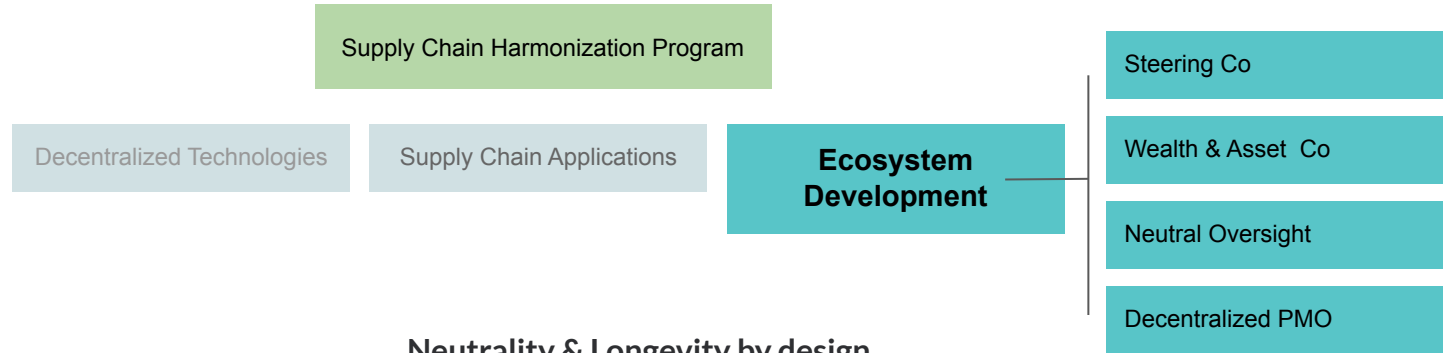 Supply Chain Harmonization Program
Decentralized Technologies
Supply Chain Applications
Ecosystem
Development
Steering Co
Wealth & Asset  Co
Neutral Oversight
Decentralized PMO
Neutrality & Longevity by design